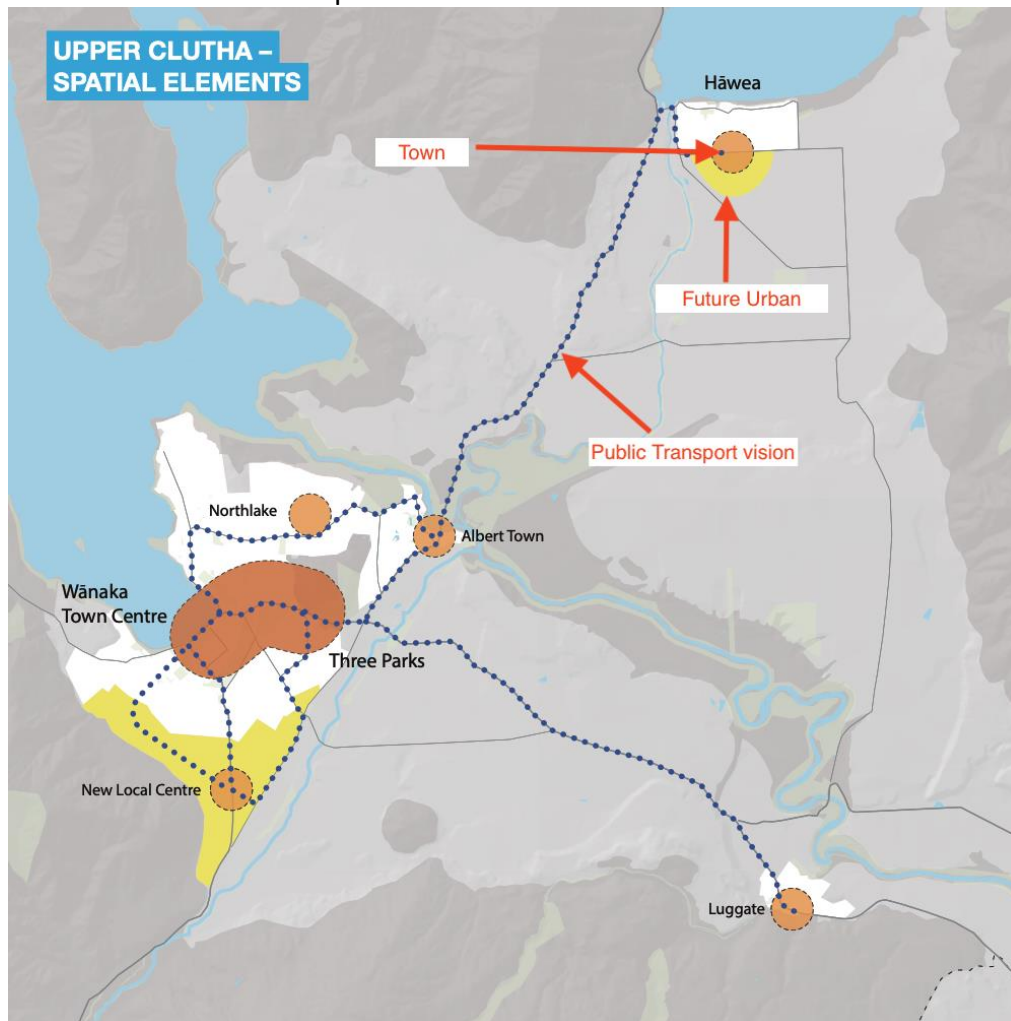 UPPER CLUTHA –
SPATIAL ELEMENTS
Hāwea
Town
Future Urban
Public Transport vision
Northlake
Albert Town
Wānaka
Town Centre
Three Parks
New Local Centre
Luggate